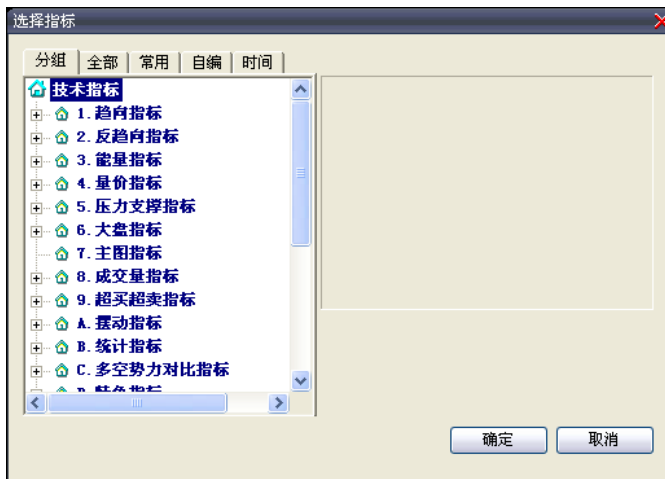 选择指标
分组 全部 常用 自编 时间
技术指标
1.趋向指标
2.反趋向指标
3.能量指标
4.量价指标
5.压力支撑指标
6.大盘指标
7.主图指标
8.成交量指标
9.超买超卖指标
A.摆动指标
B.统计指标
C.多空势力对比指标
确定 取消